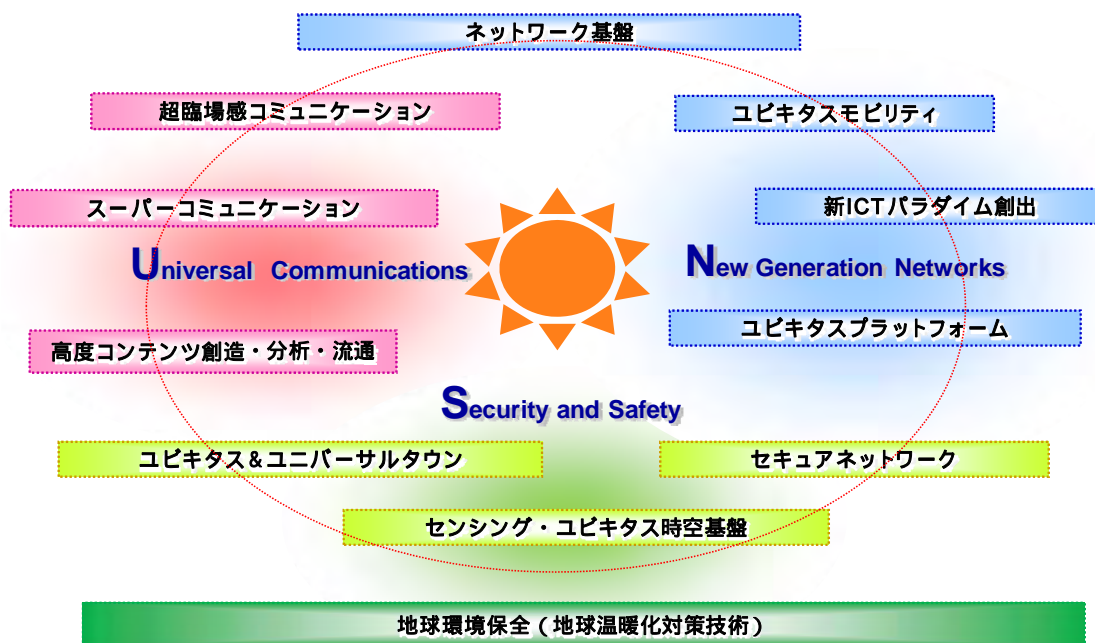 ネットワーク基盤
超臨場感コミュニケーション
ユビキタスモビリティ
スーパーコミュニケーション
新ICTパラダイム創出
Universal Communications
New Generation Networks
ユビキタスプラットフォーム
高度コンテンツ創造・分析・流通
Security and Safety
ユビキタス&ユニバーサルタウン
セキュアネットワーク
センシング・ユビキタス時空基盤
地球環境保全（地球温暖化対策技術）